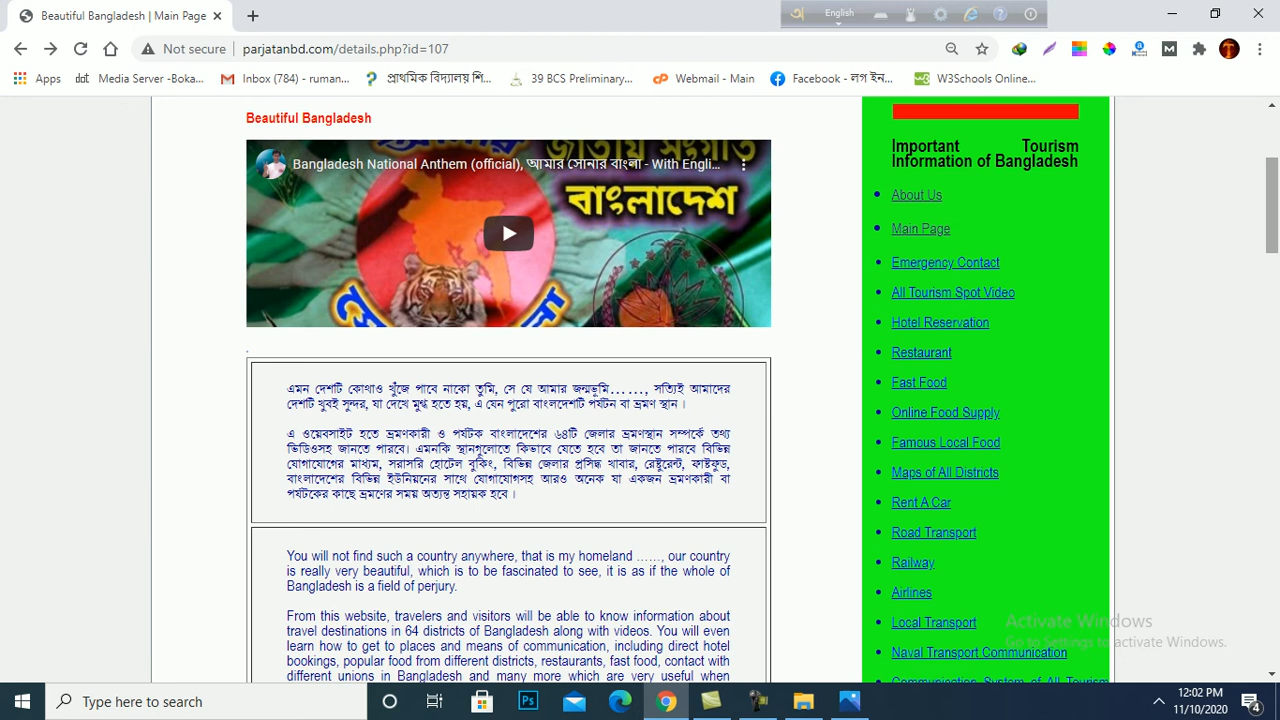 Beautiful Bangladesh | Main Page
English
Not secure | parjatanbd.com/details.php?id=107
Apps
Media Server -Boka...
Inbox (784) - ruman...
প্রাথমিক বিদ্যালয় শি...
39 BCS Preliminary...
Webmail - Main
Facebook - লগ ইন...
W3Schools Online...
Beautiful Bangladesh
Bangladesh National Anthem (official), আমার সোনার বাংলা - With Engli...
জাতীয় সংগীত
বাংলাদেশ
এমন দেশটি কোথাও খুঁজে পাবে নাকো তুমি, সে যে আমার জন্মভূমি……, সত্যিই আমাদের
দেশটি খুবই সুন্দর, যা দেখে মুগ্ধ হতে হয়, এ যেন পুরো বাংলদেশটি পর্যটন বা ভ্রমণ স্থান।
এ ওয়েবসাইট হতে ভ্রমণকারী ও পর্যটক বাংলাদেশের ৬৪টি জেলার ভ্রমণস্থান সম্পর্কে তথ্য
ভিডিওসহ জানতে পারবে। এমনকি স্থানগুলোতে কিভাবে যেতে হবে তা জানতে পারবে বিভিন্ন
যোগাযোগের মাধ্যম, সরাসরি হোটেল বুকিং, বিভিন্ন জেলার প্রসিদ্ধ খাবার, রেষ্টুরেন্ট, ফাষ্টফুড,
বাংলাদেশের বিভিন্ন ইউনিয়নের সাথে যোগাযোগসহ আরও অনেক যা একজন ভ্রমণকারী বা
পর্যটকের কাছে ভ্রমণের সময় অত্যন্ত সহায়ক হবে।
You will not find such a country anywhere, that is my homeland ……, our country
is really very beautiful, which is to be fascinated to see, it is as if the whole of
Bangladesh is a field of perjury.
From this website, travelers and visitors will be able to know information about
travel destinations in 64 districts of Bangladesh along with videos. You will even
learn how to get to places and means of communication, including direct hotel
bookings, popular food from different districts, restaurants, fast food, contact with
different unions in Bangladesh and many more which are very useful when
Important Tourism
Information of Bangladesh
About Us
Main Page
Emergency Contact
All Tourism Spot Video
Hotel Reservation
Restaurant
Fast Food
Online Food Supply
Famous Local Food
Maps of All Districts
Rent A Car
Road Transport
Railway
Airlines
Local Transport
Naval Transport Communication
Communication System of All Tourism
Activate Windows
Go to Settings to activate Windows.
Type here to search
12:02 PM
11/10/2020
4